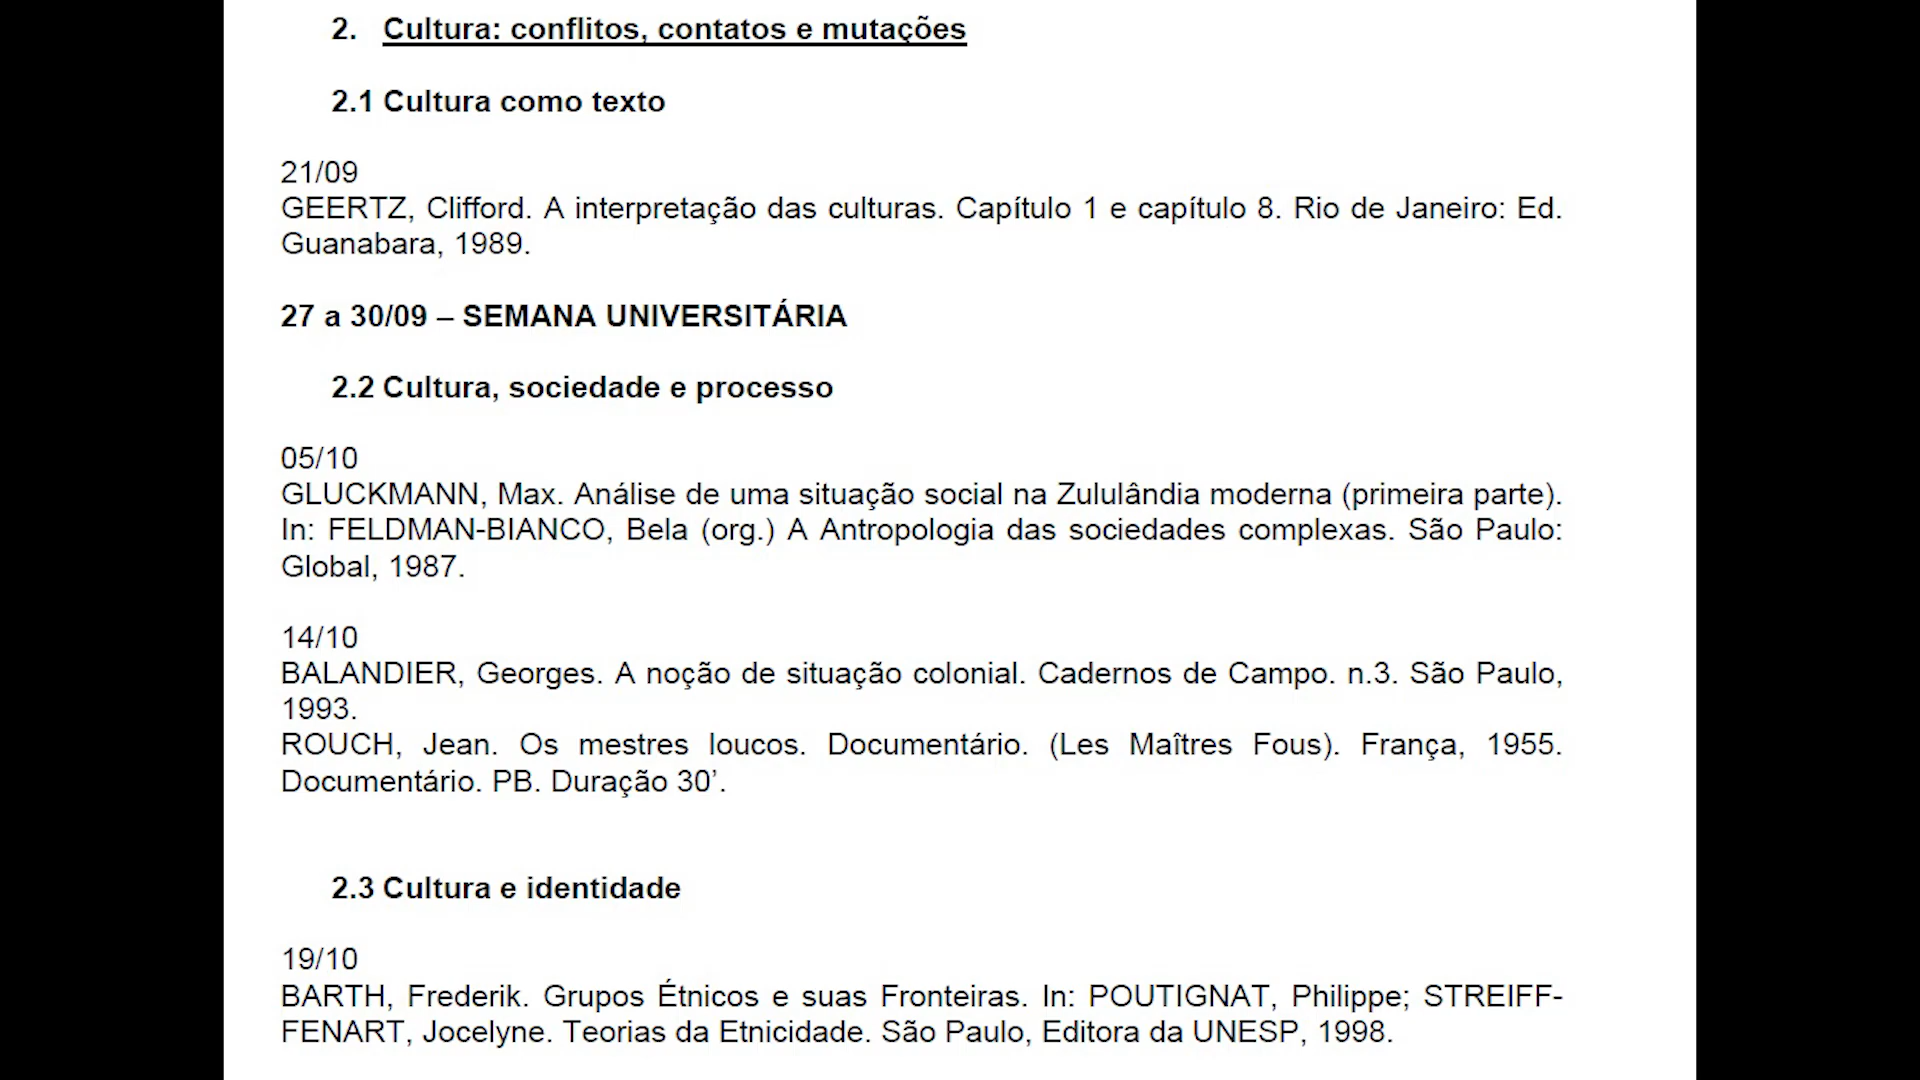 2. Cultura: conflitos, contatos e mutações
2.1 Cultura como texto
21/09
GEERTZ, Clifford. A interpretação das culturas. Capítulo 1 e capítulo 8. Rio de Janeiro: Ed.
Guanabara, 1989.
27 a 30/09 – SEMANA UNIVERSITÁRIA
2.2 Cultura, sociedade e processo
05/10
GLUCKMANN, Max. Análise de uma situação social na Zululândia moderna (primeira parte).
In: FELDMAN-BIANCO, Bela (org.) A Antropologia das sociedades complexas. São Paulo:
Global, 1987.
14/10
BALANDIER, Georges. A noção de situação colonial. Cadernos de Campo. n.3. São Paulo,
1993.
ROUCH, Jean. Os mestres loucos. Documentário. (Les Maîtres Fous). França, 1955.
Documentário. PB. Duração 30’.
2.3 Cultura e identidade
19/10
BARTH, Frederik. Grupos Étnicos e suas Fronteiras. In: POUTIGNAT, Philippe; STREIFF-
FENART, Jocelyne. Teorias da Etnicidade. São Paulo, Editora da UNESP, 1998.